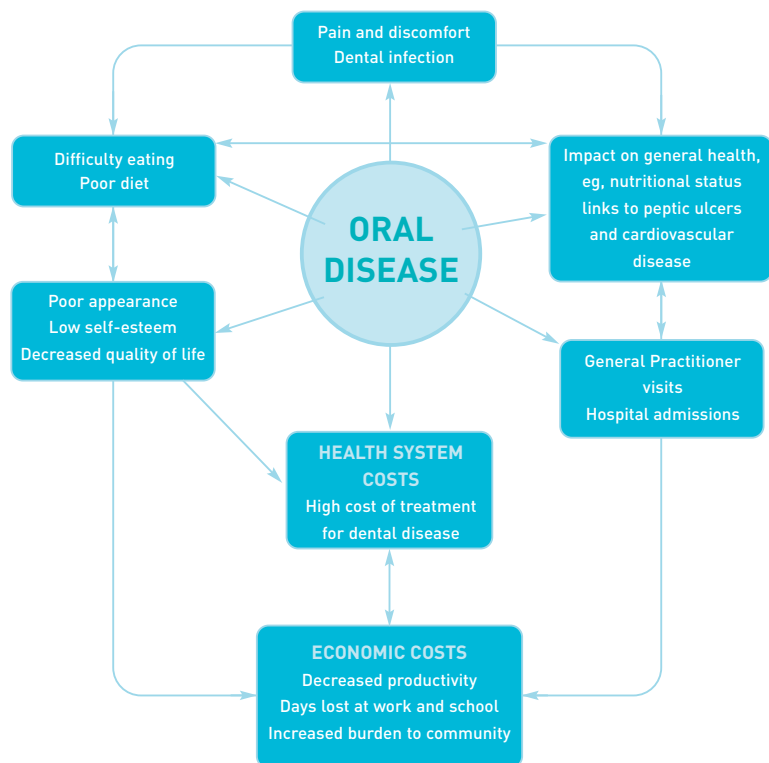 Pain and discomfort
Dental infection
Difficulty eating
Poor diet
Impact on general health,
eg, nutritional status
links to peptic ulcers
and cardiovascular
disease
ORAL
DISEASE
Poor appearance
Low self-esteem
Decreased quality of life
General Practitioner
visits
Hospital admissions
HEALTH SYSTEM
COSTS
High cost of treatment
for dental disease
ECONOMIC COSTS
Decreased productivity
Days lost at work and school
Increased burden to community